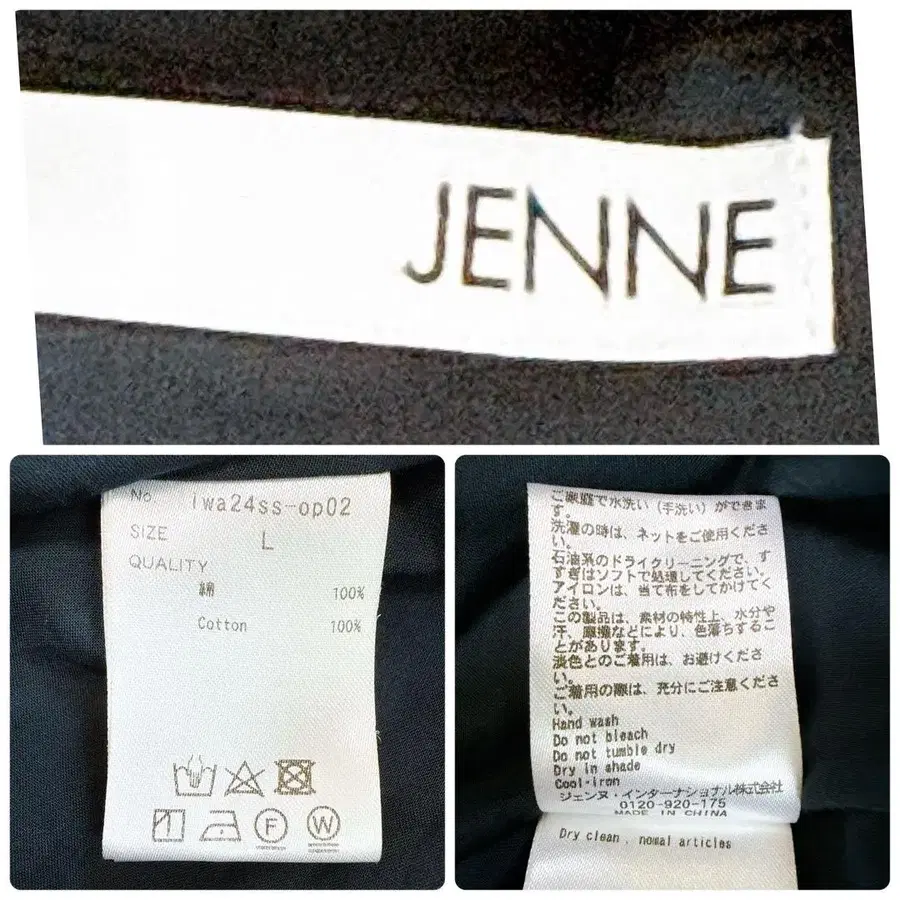 JENNE
No. iwa24ss-op02
SIZE L
QUALITY
綿 100%
Cotton 100%
F
W
ご家庭で水洗い(手洗い)ができま
す。
洗濯の時は、ネットをご使用くださ
い。
石油系のドライクリーニングで、す
すぎはソフトで処理してください。
アイロンは、当て布をしてかけてく
ださい。
この製品は、素材の特性上、水分や
汗、摩擦などにより、色落ちするこ
とがあります。
淡色とのご着用は、お避けくださ
い。
ご着用の際は、充分にご注意くださ
い。
Hand wash
Do not bleach
Do not tumble dry
Dry in shade
Cool-iron
ジェンヌ・インターナショナル株式会社
0120-920-175
MADE IN CHINA
Dry clean, nomal articles